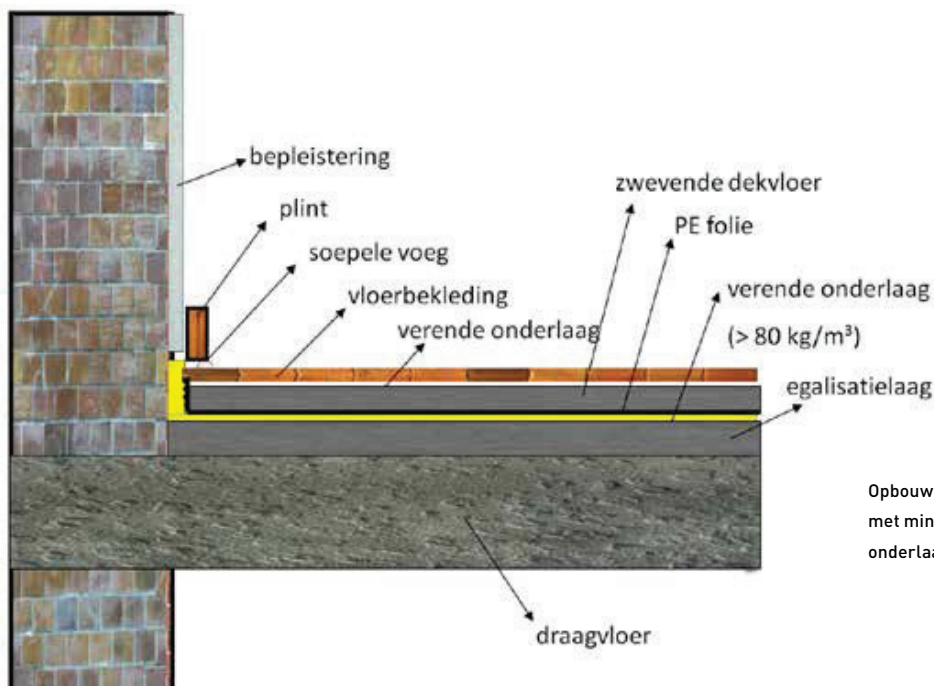 bepleistering
zwevende dekvloer
plint
PE folie
soepele voeg
vloerbekleding
verende onderlaag
verende onderlaag
(> 80 kg/m³)
egalisatielaag
Opbouw
met min
onderlaa
draagvloer